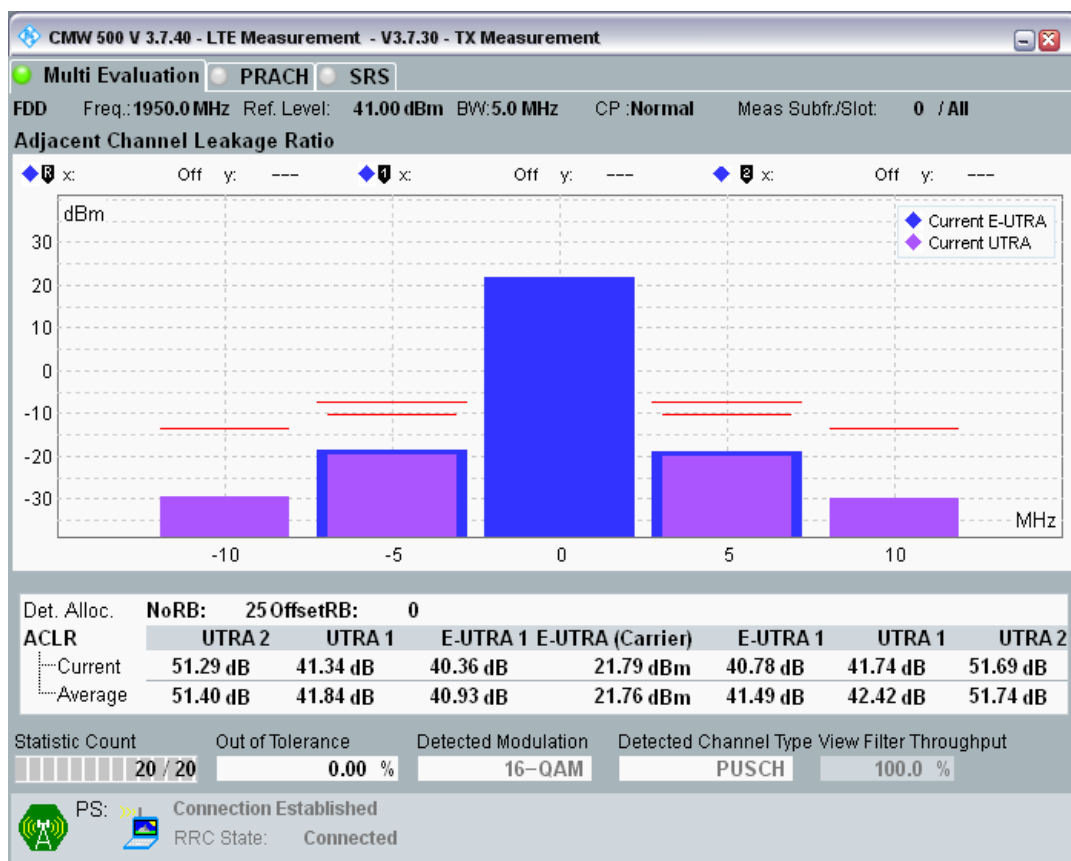 CMW 500 V 3.7.40 - LTE Measurement - V3.7.30 - TX Measurement
Multi Evaluation PRACH SRS
FDD Freq.: 1950.0 MHz Ref. Level: 41.00 dBm BW: 5.0 MHz CP : Normal Meas Subfr./Slot: 0 / All
Adjacent Channel Leakage Ratio
R x: Off y: --- 1 x: Off y: --- 2 x: Off y: ---
dBm
Current E-UTRA
Current UTRA
30
20
10
0
-10
-20
-30
MHz
-10 -5 0 5 10
Det. Alloc. NoRB: 25 OffsetRB: 0
ACLR UTRA 2 UTRA 1 E-UTRA 1 E-UTRA (Carrier) E-UTRA 1 UTRA 1 UTRA 2
Current 51.29 dB 41.34 dB 40.36 dB 21.79 dBm 40.78 dB 41.74 dB 51.69 dB
Average 51.40 dB 41.84 dB 40.93 dB 21.76 dBm 41.49 dB 42.42 dB 51.74 dB
Statistic Count Out of Tolerance Detected Modulation Detected Channel Type View Filter Throughput
20 / 20 0.00 % 16-QAM PUSCH 100.0 %
PS: Connection Established
RRC State: Connected